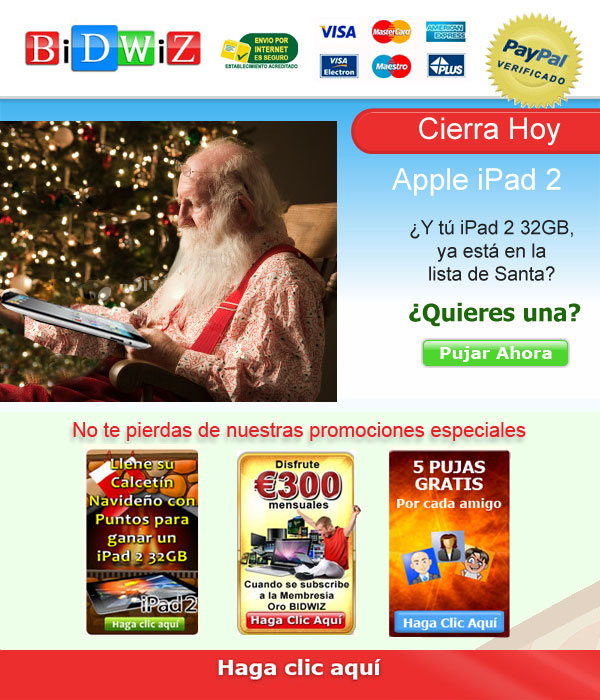 BiDWiZ
ENVIO POR
INTERNET
ES SEGURO
ESTABLECIMIENTO ACREDITADO
VISA
MasterCard
AMERICAN
EXPRESS
VISA
Electron
Maestro
PLUS
PayPal
VERIFICADO
Cierra Hoy
Apple iPad 2
¿Y tú iPad 2 32GB,
ya está en la
lista de Santa?
¿Quieres una?
Pujar Ahora
No te pierdas de nuestras promociones especiales
Llene su
Calcetín
Navideño con
Puntos para
ganar un
iPad 2 32GB
iPad 2
Haga clic aquí
Disfrute
€300
mensuales
Cuando se subscribe
a la Membresía
Oro BIDWIZ
Haga Clic Aquí
5 PUJAS
GRATIS
Por cada amigo
Haga Clic Aquí
Haga clic aquí